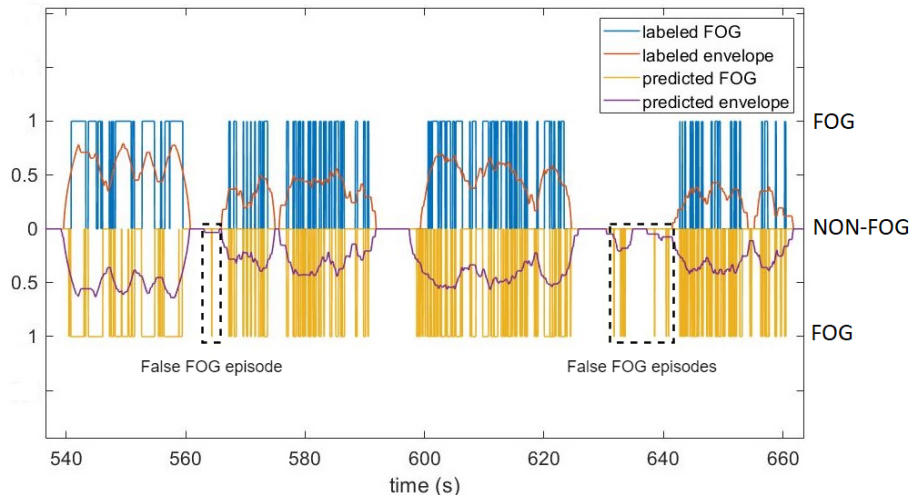 labeled FOG
labeled envelope
predicted FOG
predicted envelope
1 FOG
0.5
0 NON-FOG
0.5
1 FOG
False FOG episode False FOG episodes
540 560 580 600 620 640 660
time (s)